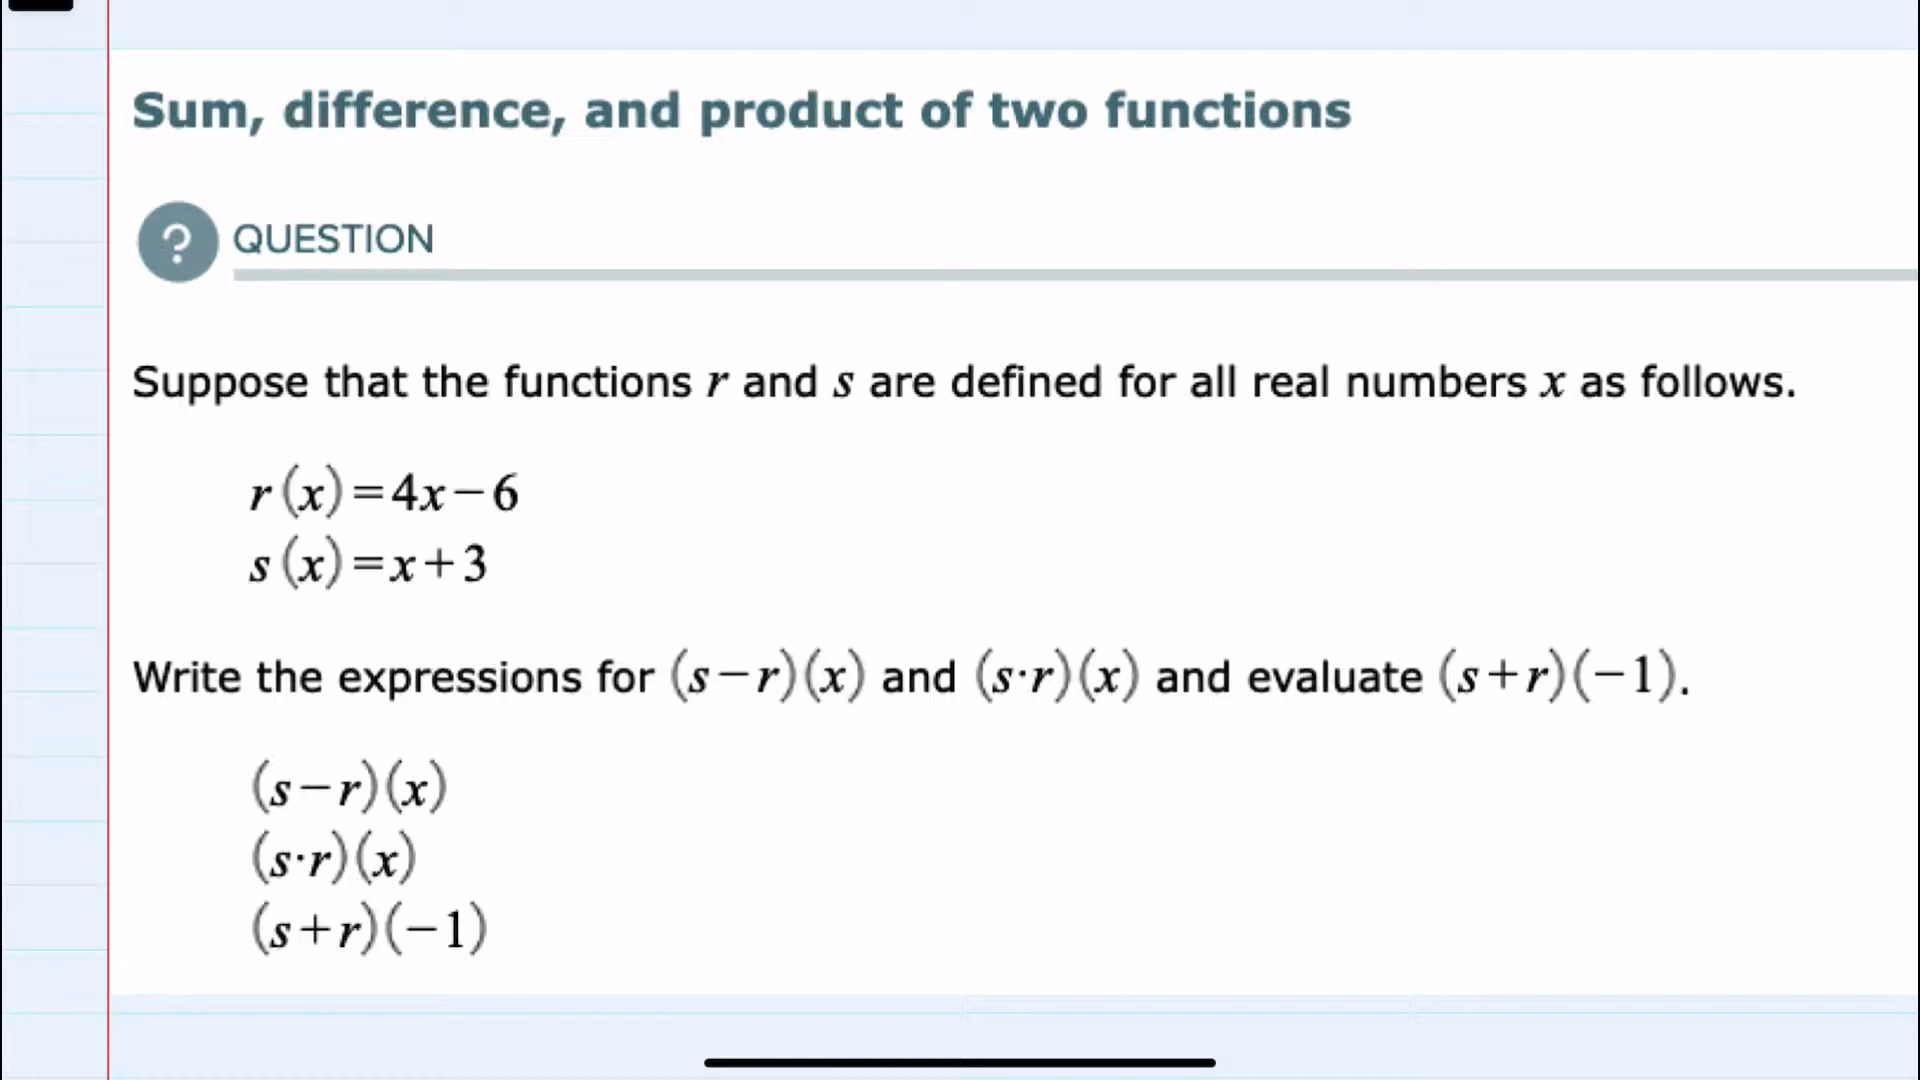 Sum, difference, and product of two functions
?
QUESTION
Suppose that the functions r and s are defined for all real numbers x as follows.
r(x)=4x−6
s(x)=x+3
Write the expressions for (s−r)(x) and (s·r)(x) and evaluate (s+r)(−1).
(s−r)(x)
(s·r)(x)
(s+r)(−1)